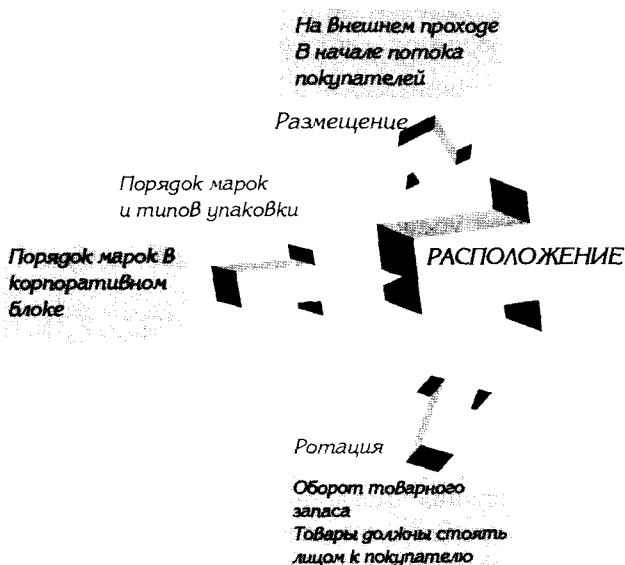 На внешнем проходе
В начале потока
покупателей
Размещение
Порядок марок
и типов упаковки
Порядок марок в
корпоративном
блоке
РАСПОЛОЖЕНИЕ
Ротация
Оборот товарного
запаса
Товары должны стоять
лицом к покупателю